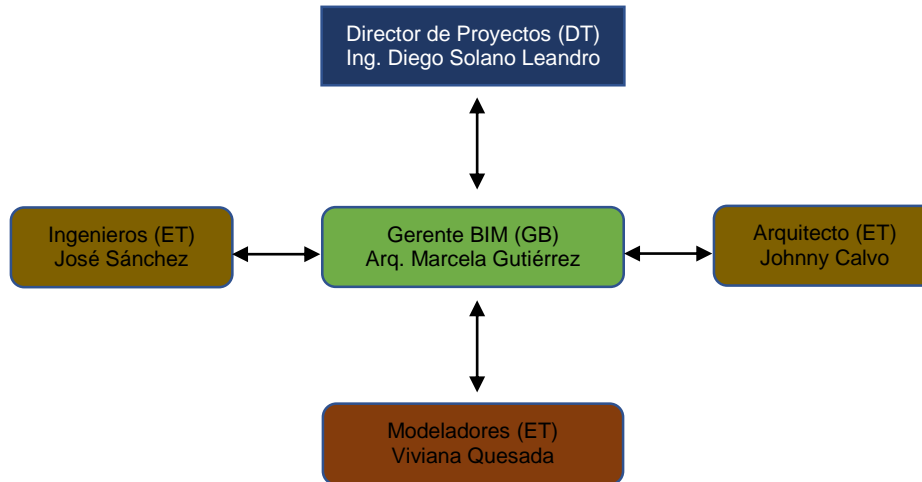 Director de Proyectos (DT)
Ing. Diego Solano Leandro
Ingenieros (ET)
José Sánchez
Gerente BIM (GB)
Arq. Marcela Gutiérrez
Arquitecto (ET)
Johnny Calvo
Modeladores (ET)
Viviana Quesada